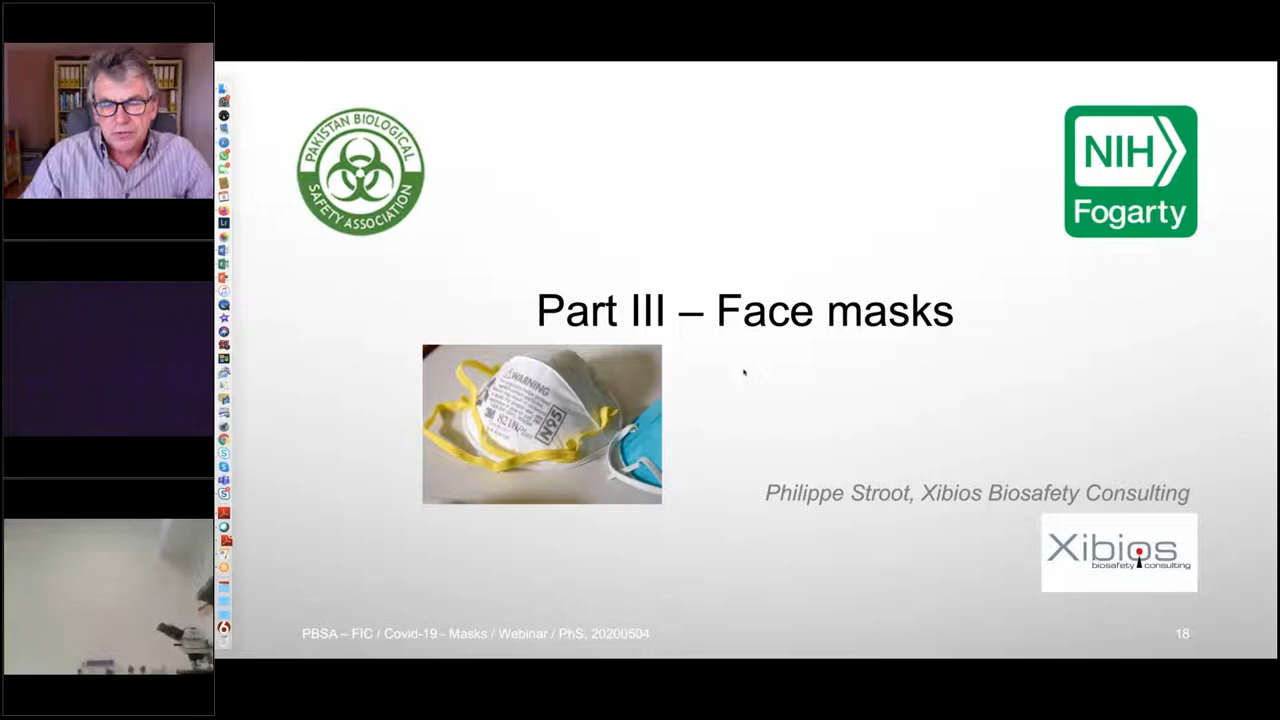 PAKISTAN BIOLOGICAL
SAFETY ASSOCIATION
NIH
Fogarty
Part III – Face masks
WARNING
N95
Philippe Stroot, Xibios Biosafety Consulting
Xibios
biosafety consulting
PBSA – FIC / Covid-19 - Masks / Webinar / PhS, 20200504
18